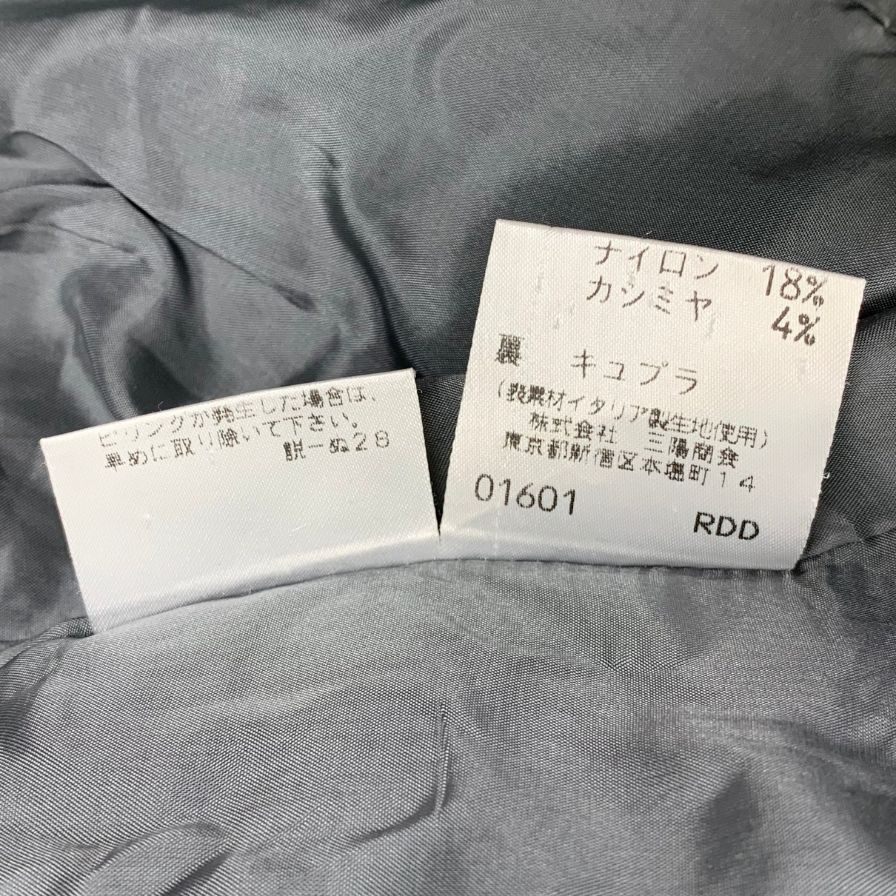 ピリングが発生した場合は、
早めに取り除いて下さい。
説ーぬ28
ナイロン 18%
カシミヤ 4%
裏 キュプラ
(表素材イタリア製生地使用)
株式会社 三陽商会
東京都新宿区本塩町14
01601 RDD